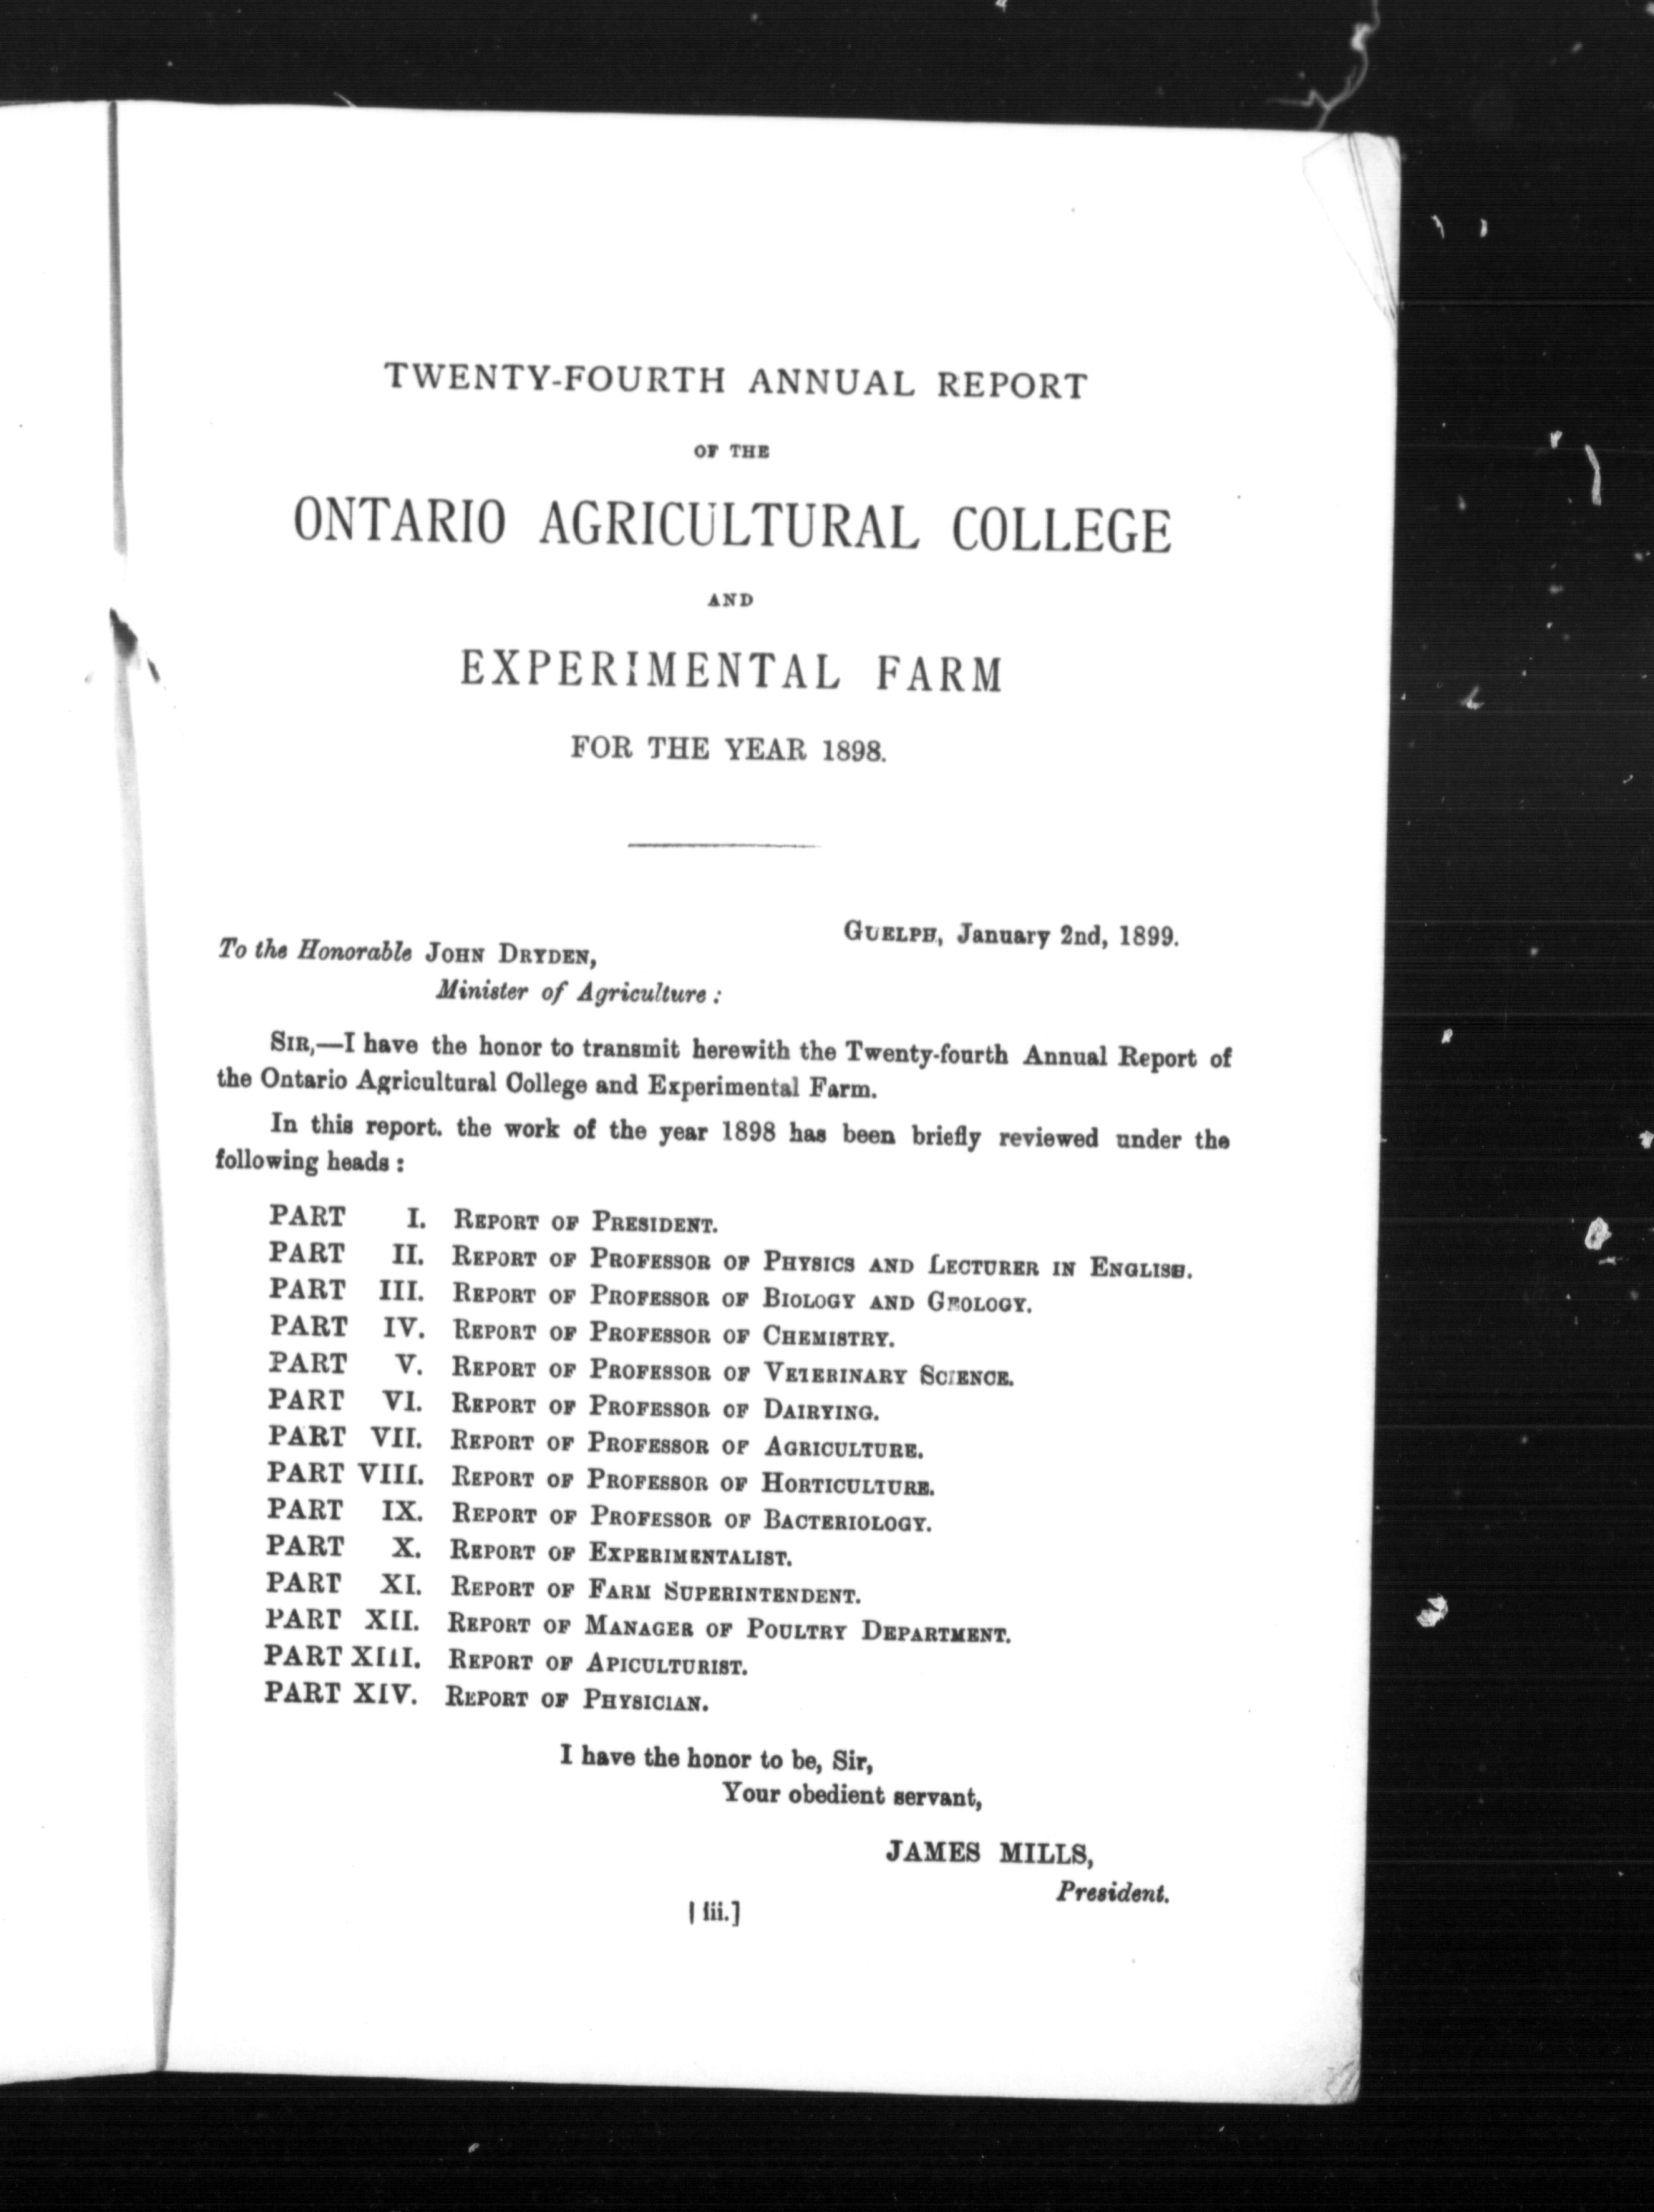 TWENTY-FOURTH ANNUAL REPORT
OF THE
ONTARIO AGRICULTURAL COLLEGE
AND
EXPERIMENTAL FARM
FOR THE YEAR 1898.
GUELPH, January 2nd, 1899.
To the Honorable JOHN DRYDEN,
Minister of Agriculture :
SIR,—I have the honor to transmit herewith the Twenty-fourth Annual Report of
the Ontario Agricultural College and Experimental Farm.
In this report. the work of the year 1898 has been briefly reviewed under the
following heads :
PART I. REPORT OF PRESIDENT.
PART II. REPORT OF PROFESSOR OF PHYSICS AND LECTURER IN ENGLISH.
PART III. REPORT OF PROFESSOR OF BIOLOGY AND GEOLOGY.
PART IV. REPORT OF PROFESSOR OF CHEMISTRY.
PART V. REPORT OF PROFESSOR OF VETERINARY SCIENCE.
PART VI. REPORT OF PROFESSOR OF DAIRYING.
PART VII. REPORT OF PROFESSOR OF AGRICULTURE.
PART VIII. REPORT OF PROFESSOR OF HORTICULTURE.
PART IX. REPORT OF PROFESSOR OF BACTERIOLOGY.
PART X. REPORT OF EXPERIMENTALIST.
PART XI. REPORT OF FARM SUPERINTENDENT.
PART XII. REPORT OF MANAGER OF POULTRY DEPARTMENT.
PART XIII. REPORT OF APICULTURIST.
PART XIV. REPORT OF PHYSICIAN.
I have the honor to be, Sir,
Your obedient servant,
JAMES MILLS,
President.
[ iii.]